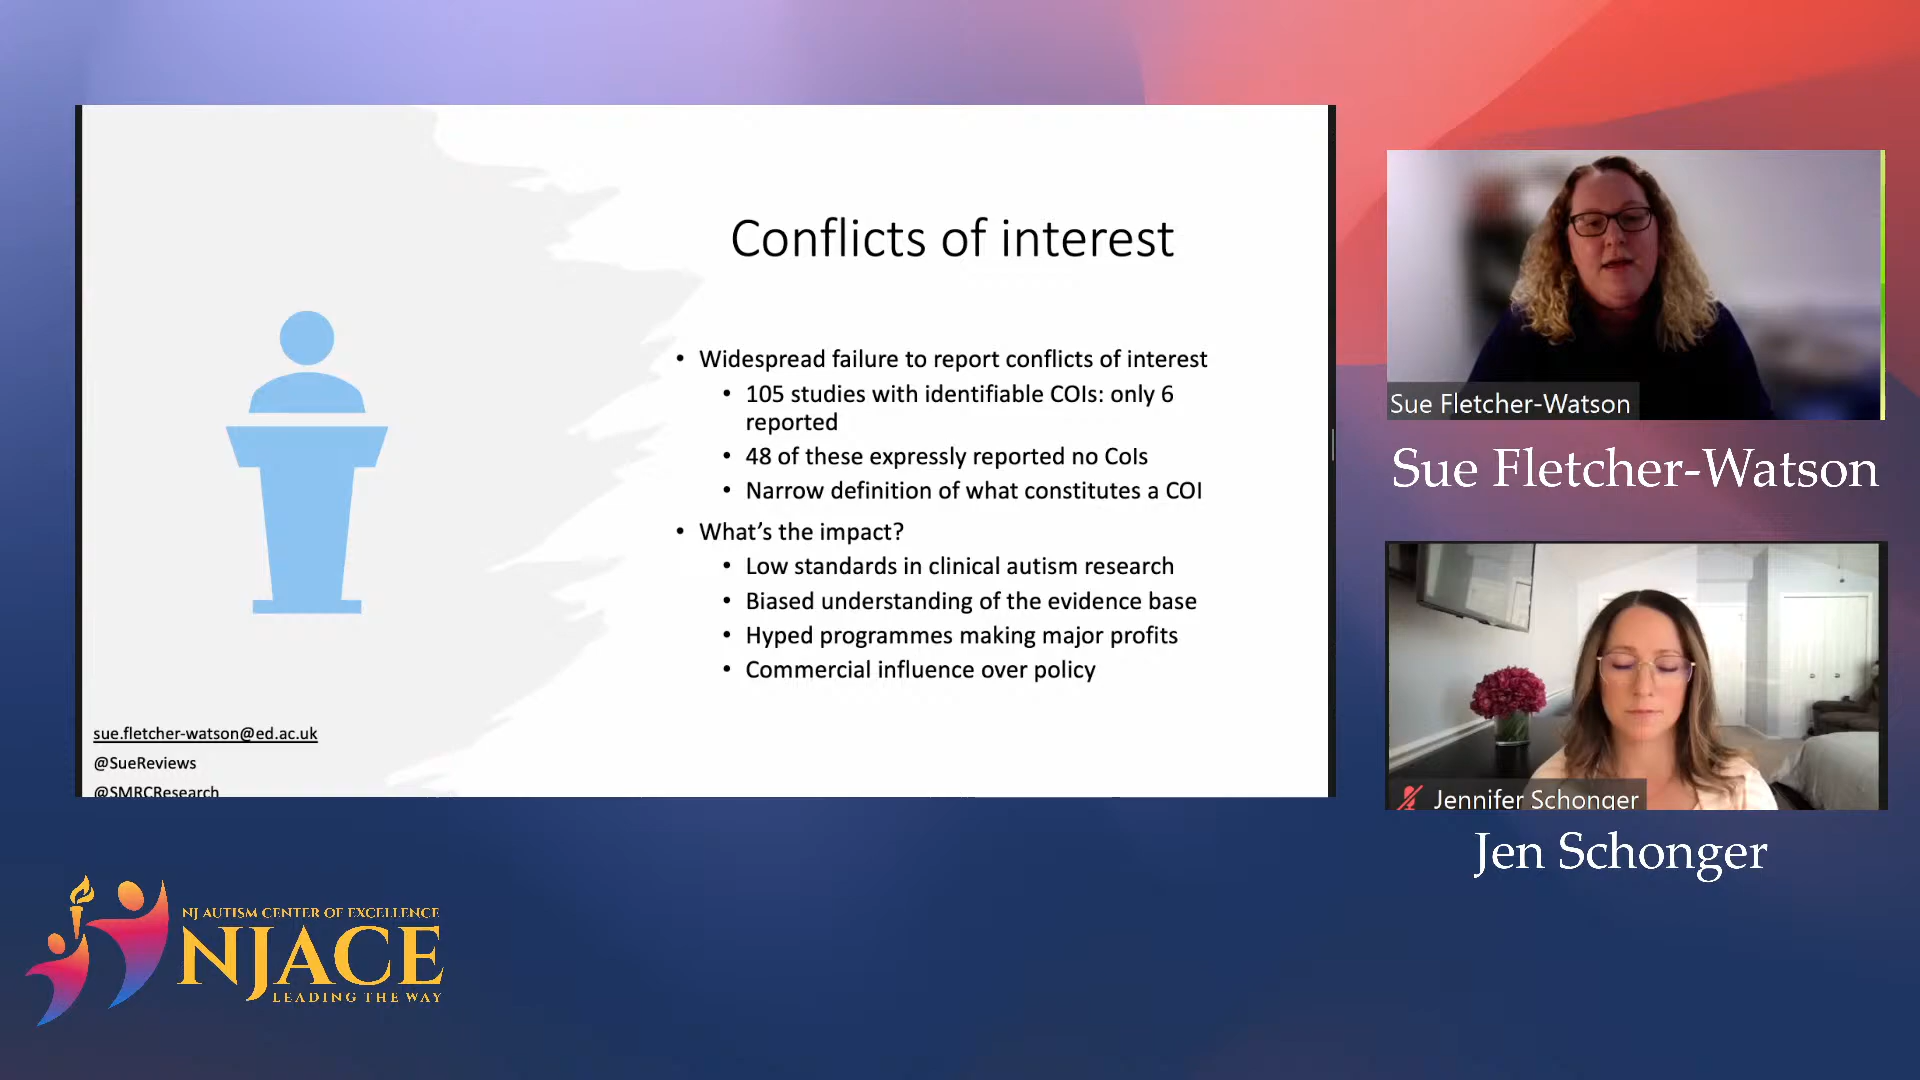 Conflicts of interest
• Widespread failure to report conflicts of interest
• 105 studies with identifiable COIs: only 6
reported
• 48 of these expressly reported no CoIs
• Narrow definition of what constitutes a COI
• What's the impact?
• Low standards in clinical autism research
• Biased understanding of the evidence base
• Hyped programmes making major profits
• Commercial influence over policy
sue.fletcher-watson@ed.ac.uk
@SueReviews
@SMRCResearch
Sue Fletcher-Watson
Sue Fletcher-Watson
Jennifer Schonger
Jen Schonger
NJ AUTISM CENTER OF EXCELLENCE
NJACE
LEADING THE WAY